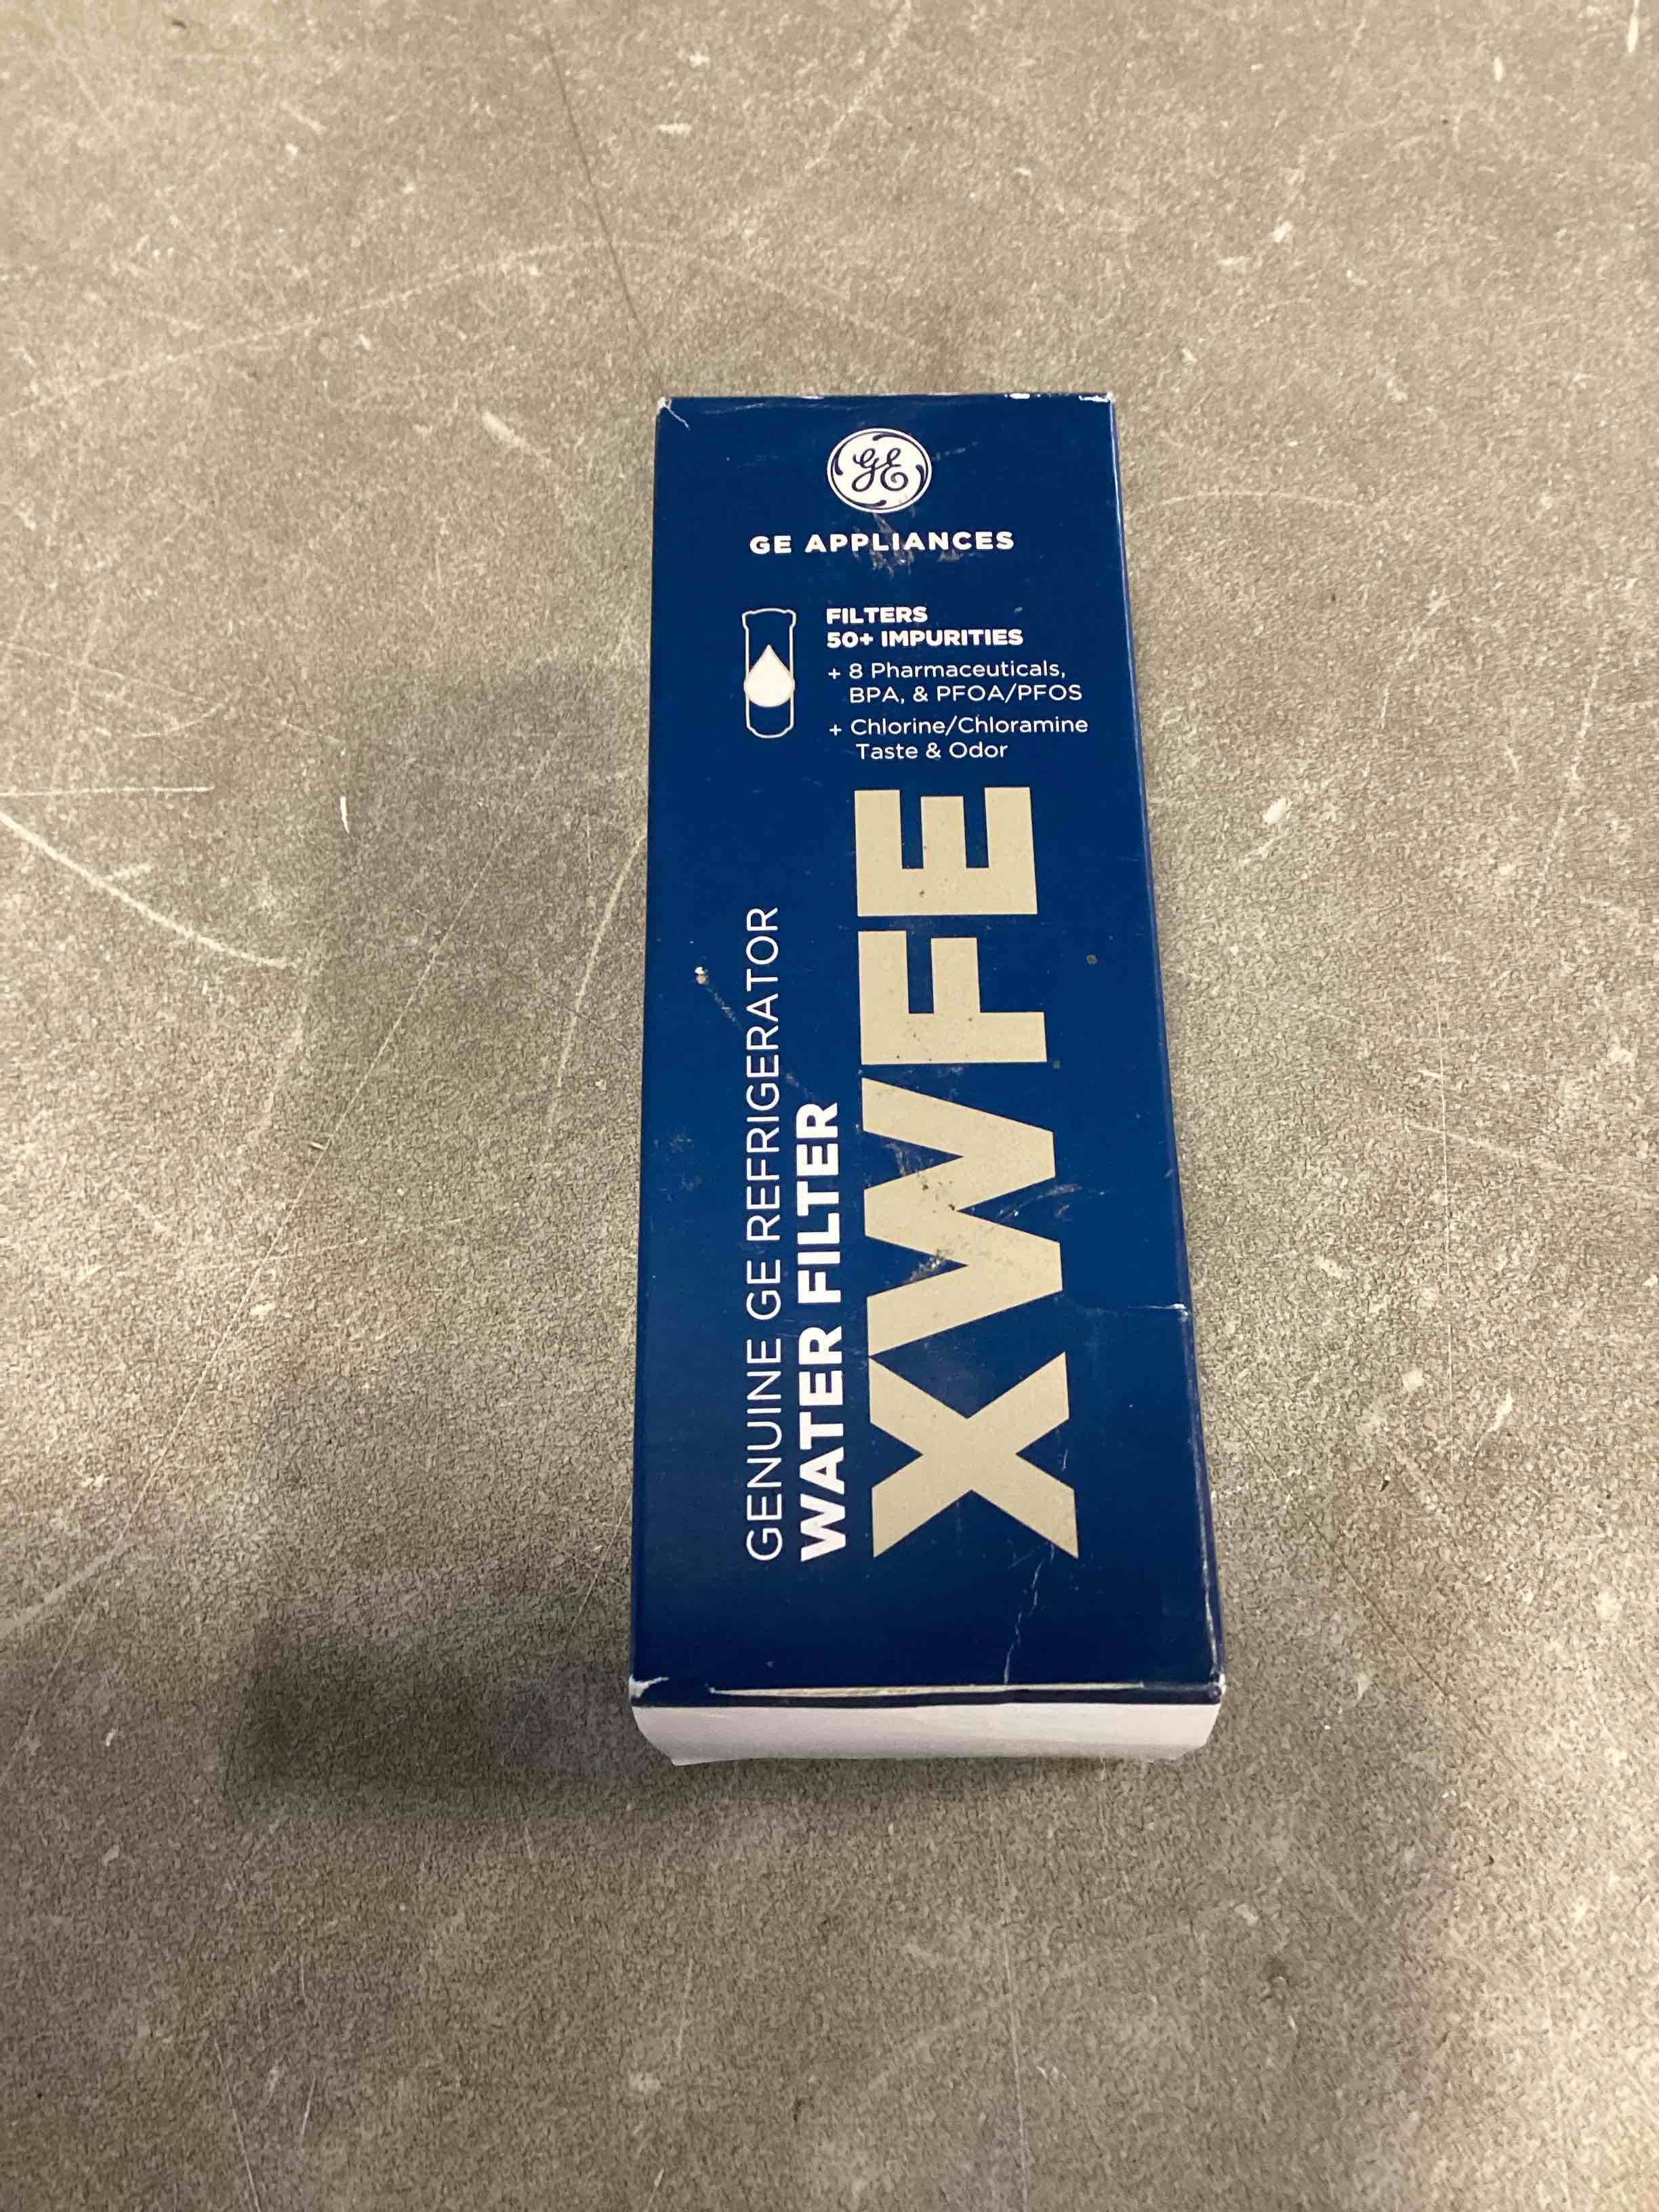 GE
GE APPLIANCES
FILTERS
50+ IMPURITIES
+ 8 Pharmaceuticals,
BPA, & PFOA/PFOS
+ Chlorine/Chloramine
Taste & Odor
GENUINE GE REFRIGERATOR
WATER FILTER
XWFE